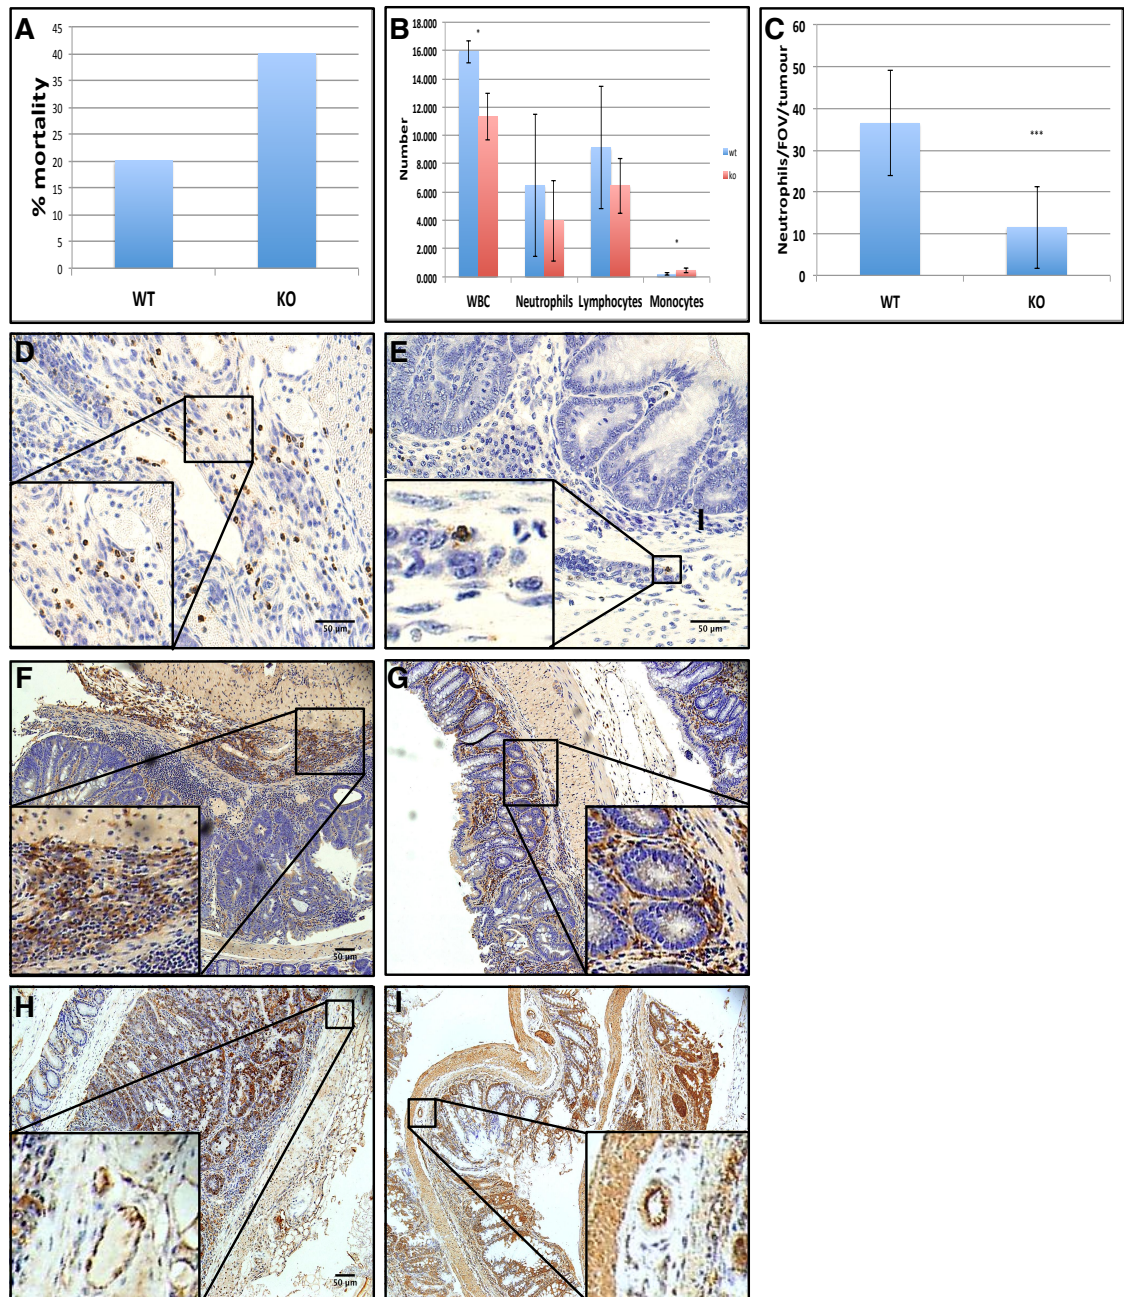 A
% mortality
45
40
35
30
25
20
15
10
5
0
WT KO
B
Number
18.000
16.000
14.000
12.000
10.000
8.000
6.000
4.000
2.000
0.000
*
*
wt
ko
WBC Neutrophils Lymphocytes Monocytes
C
Neutrophils/FOV/tumour
60
50
40
30
20
10
0
***
WT KO
D
50 µm
E
I
50 µm
F
50 µm
G
H
50 µm
I